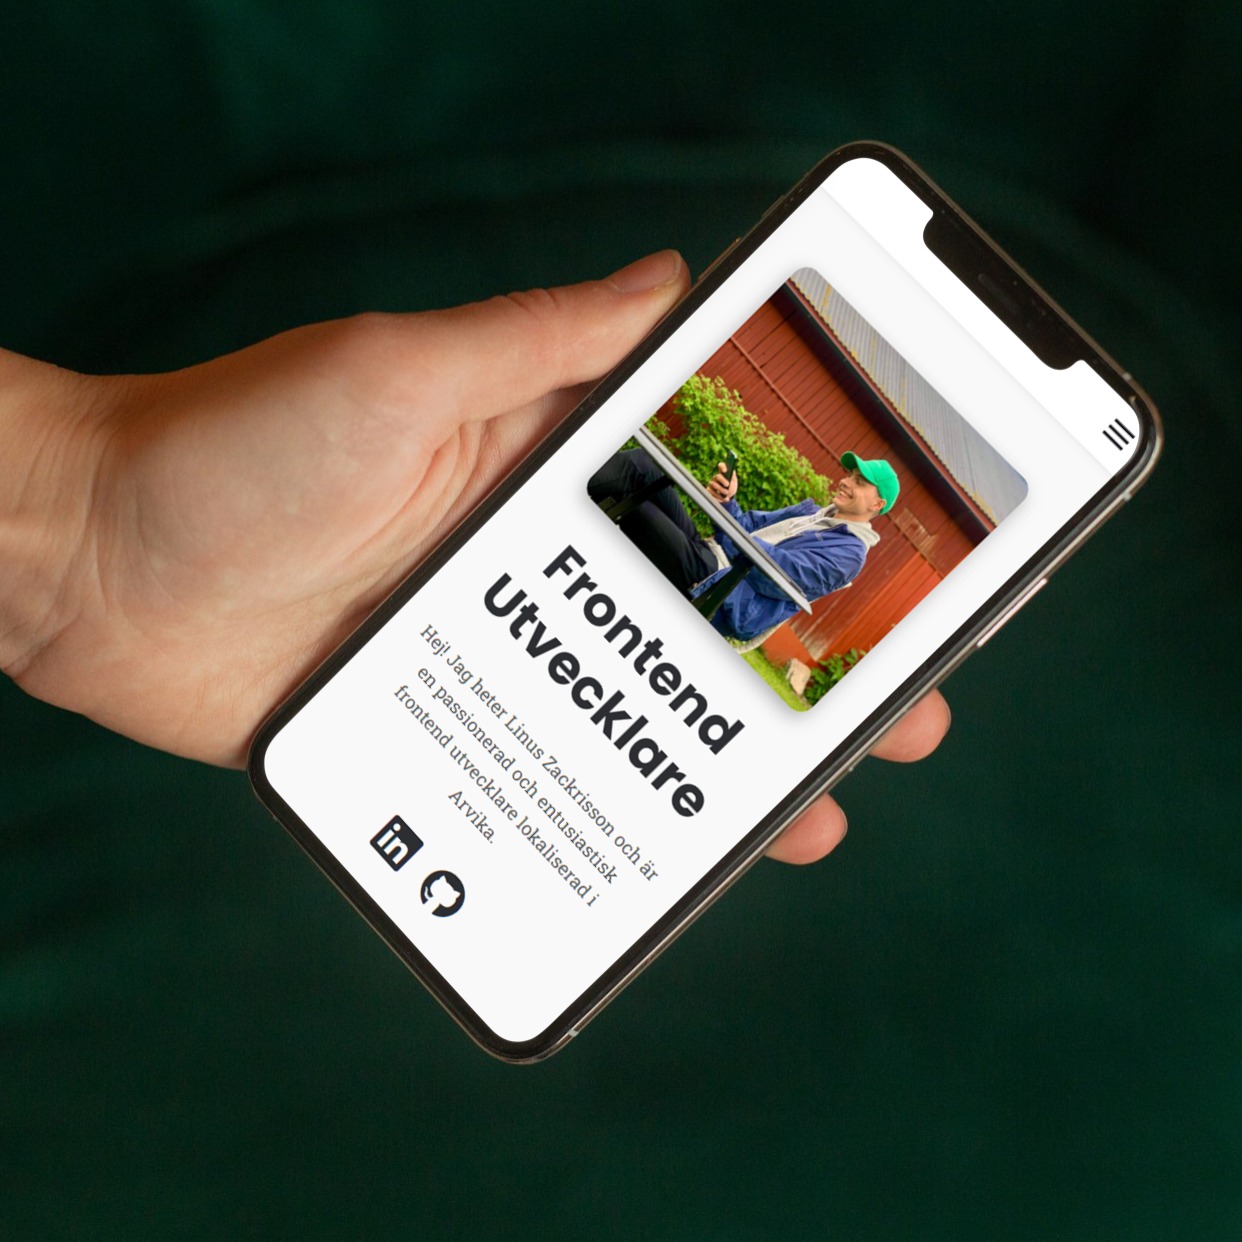 Frontend
Utvecklare
Hej! Jag heter Linus Zackrisson och är
en passionerad och entusiastisk
frontend utvecklare lokaliserad i
Arvika.
in